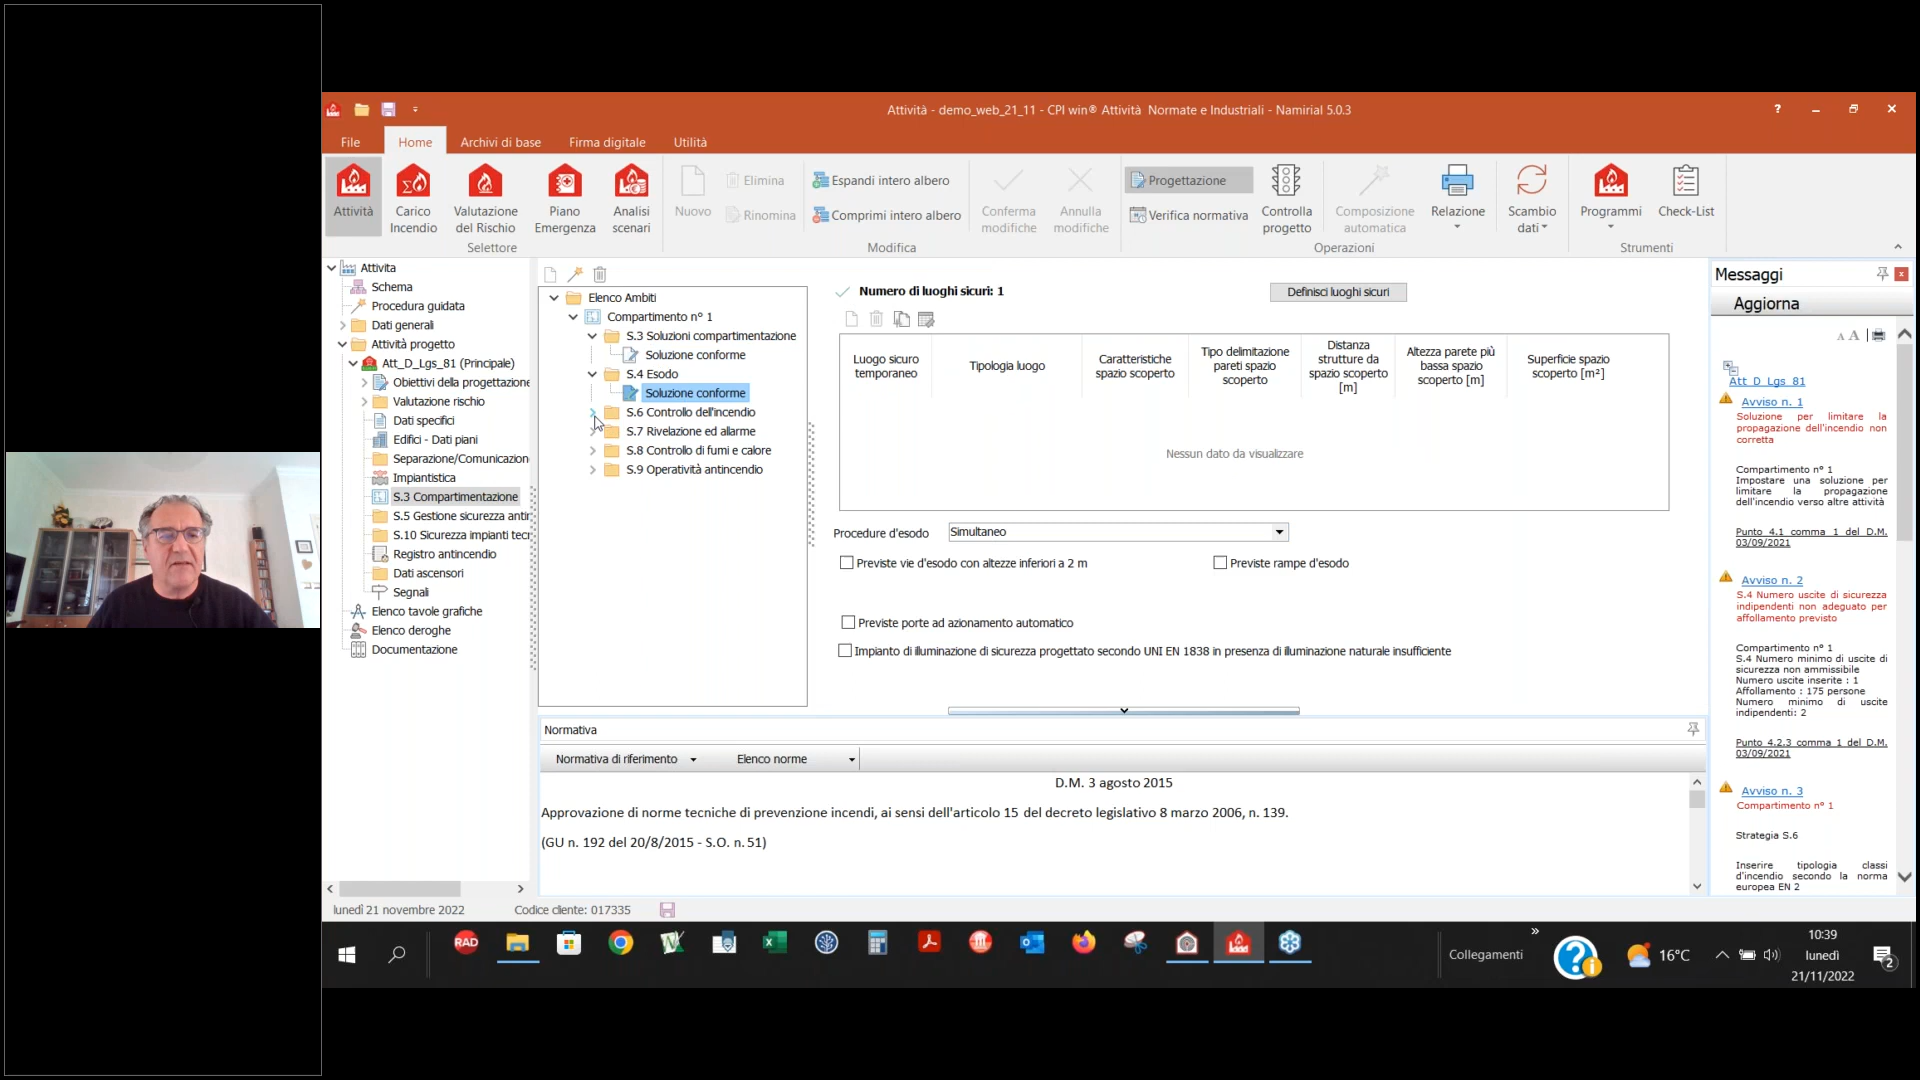 Attività - demo_web_21_11 - CPI win® Attività  Normate e Industriali - Namirial 5.0.3
?
File
Home
Archivi di base
Firma digitale
Utilità
Attività
Carico
Incendio
Valutazione
del Rischio
Piano
Emergenza
Analisi
scenari
Selettore
Nuovo
Elimina
Rinomina
Espandi intero albero
Comprimi intero albero
Conferma
modifiche
Annulla
modifiche
Modifica
Progettazione
Verifica normativa
Controlla
progetto
Composizione
automatica
Relazione
Scambio
dati
Operazioni
Programmi
Check-List
Strumenti
Attivita
Schema
Procedura guidata
Dati generali
Attività progetto
Att_D_Lgs_81 (Principale)
Obiettivi della progettazione
Valutazione rischio
Dati specifici
Edifici - Dati piani
Separazione/Comunicazion
Impiantistica
S.3 Compartimentazione
S.5 Gestione sicurezza antin
S.10 Sicurezza impianti tecn
Registro antincendio
Dati ascensori
Segnali
Elenco tavole grafiche
Elenco deroghe
Documentazione
Elenco Ambiti
Compartimento n° 1
S.3 Soluzioni compartimentazione
Soluzione conforme
S.4 Esodo
Soluzione conforme
S.6 Controllo dell'incendio
S.7 Rivelazione ed allarme
S.8 Controllo di fumi e calore
S.9 Operatività antincendio
Numero di luoghi sicuri: 1
Definisci luoghi sicuri
Luogo sicuro
temporaneo
Tipologia luogo
Caratteristiche
spazio scoperto
Tipo delimitazione
pareti spazio
scoperto
Distanza
strutture da
spazio scoperto
[m]
Altezza parete più
bassa spazio
scoperto [m]
Superficie spazio
scoperto [m²]
Nessun dato da visualizzare
Procedure d'esodo
Simultaneo
Previste vie d'esodo con altezze inferiori a 2 m
Previste rampe d'esodo
Previste porte ad azionamento automatico
Impianto di illuminazione di sicurezza progettato secondo UNI EN 1838 in presenza di illuminazione naturale insufficiente
Normativa
Normativa di riferimento
Elenco norme
D.M. 3 agosto 2015
Approvazione di norme tecniche di prevenzione incendi, ai sensi dell'articolo 15 del decreto legislativo 8 marzo 2006, n. 139.
(GU n. 192 del 20/8/2015 - S.O. n. 51)
Messaggi
Aggiorna
A A
Att_D_Lgs_81
Avviso n. 1
Soluzione per limitare la
propagazione dell'incendio non
corretta
Compartimento n° 1
Impostare una soluzione per
limitare la propagazione
dell'incendio verso altre attività
Punto 4.1 comma 1 del D.M.
03/09/2021
Avviso n. 2
S.4 Numero uscite di sicurezza
indipendenti non adeguato per
affollamento previsto
Compartimento n° 1
S.4 Numero minimo di uscite di
sicurezza non ammissibile
Numero uscite inserite : 1
Affollamento : 175 persone
Numero minimo di uscite
indipendenti: 2
Punto 4.2.3 comma 1 del D.M.
03/09/2021
Avviso n. 3
Compartimento n° 1
Strategia S.6
Inserire tipologia classi
d'incendio secondo la norma
europea EN 2
lunedì 21 novembre 2022
Codice cliente: 017335
RAD
Collegamenti
»
16°C
10:39
lunedì
21/11/2022
2